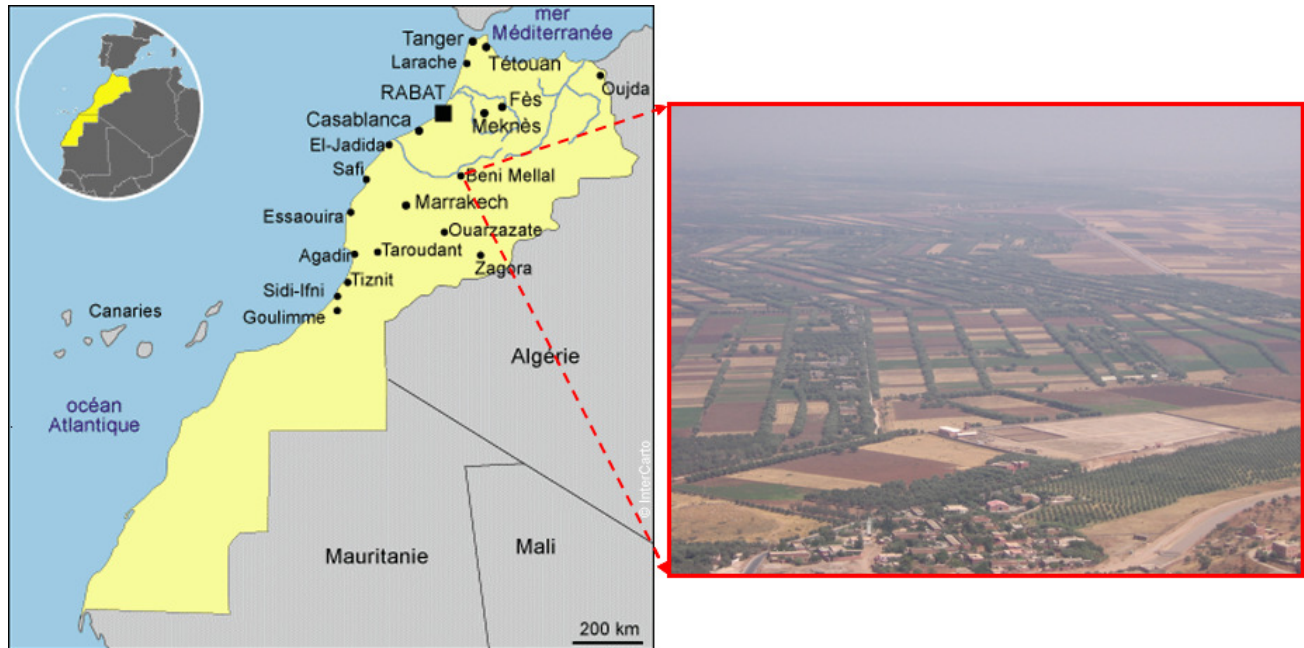 mer
Méditerranée
Tanger
Tétouan
Larache
Oujda
RABAT
Fès
Meknès
Casablanca
El-Jadida
Safi
Beni Mellal
Marrakech
Essaouira
Ouarzazate
Agadir
Taroudant
Zagora
Tiznit
Sidi-Ifni
Goulimme
Canaries
Algérie
océan
Atlantique
© InterCarto
Mauritanie
Mali
200 km